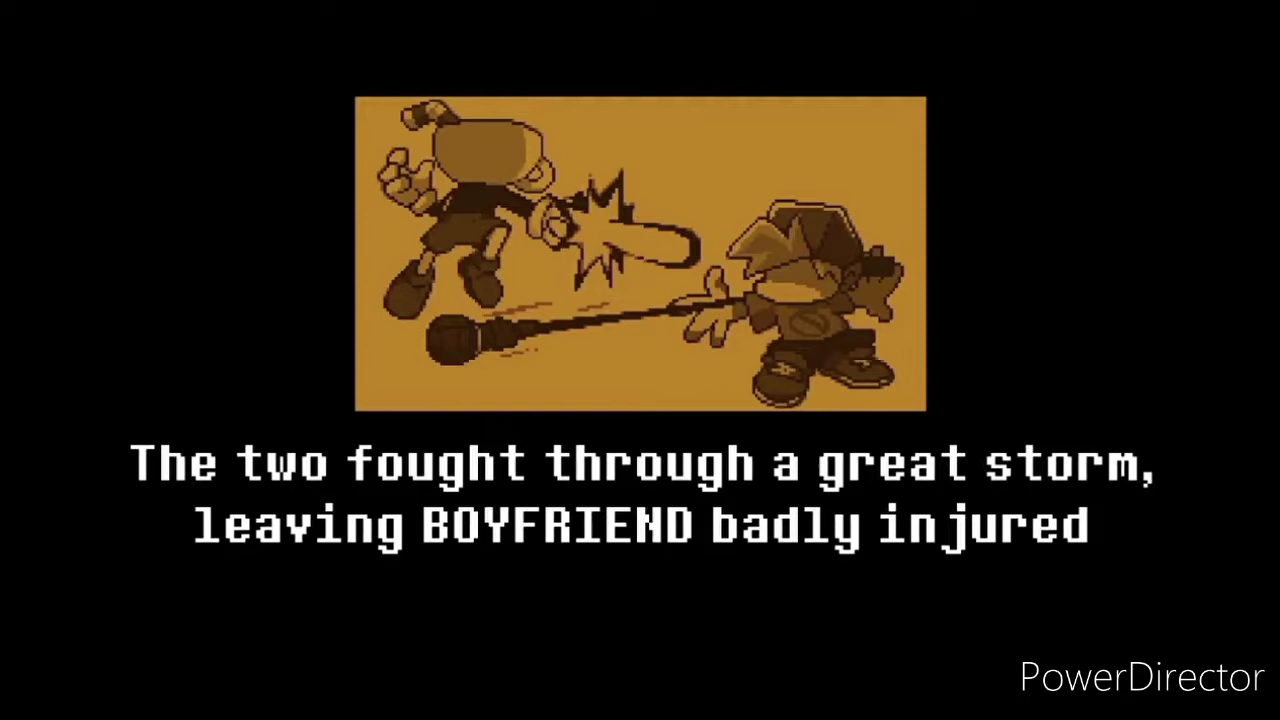 The two fought through a great storm,
leaving BOYFRIEND badly injured
PowerDirector